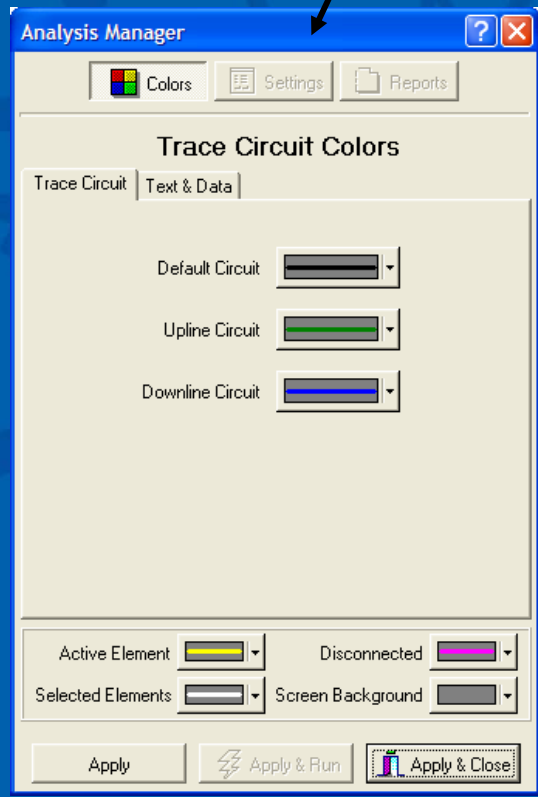 Analysis Manager
Colors Settings Reports
Trace Circuit Colors
Trace Circuit Text & Data
Default Circuit
Upline Circuit
Downline Circuit
Active Element Disconnected
Selected Elements Screen Background
Apply Apply & Run Apply & Close